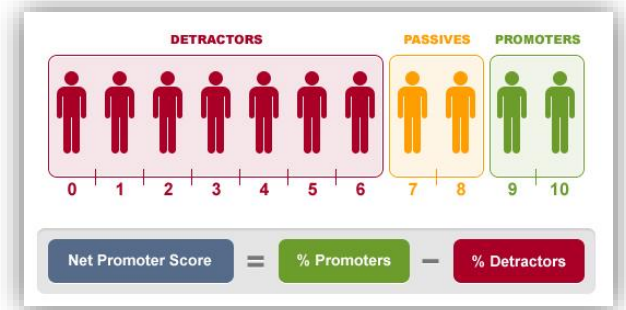 DETRACTORS PASSIVES PROMOTERS
0 1 2 3 4 5 6 7 8 9 10
Net Promoter Score = % Promoters − % Detractors